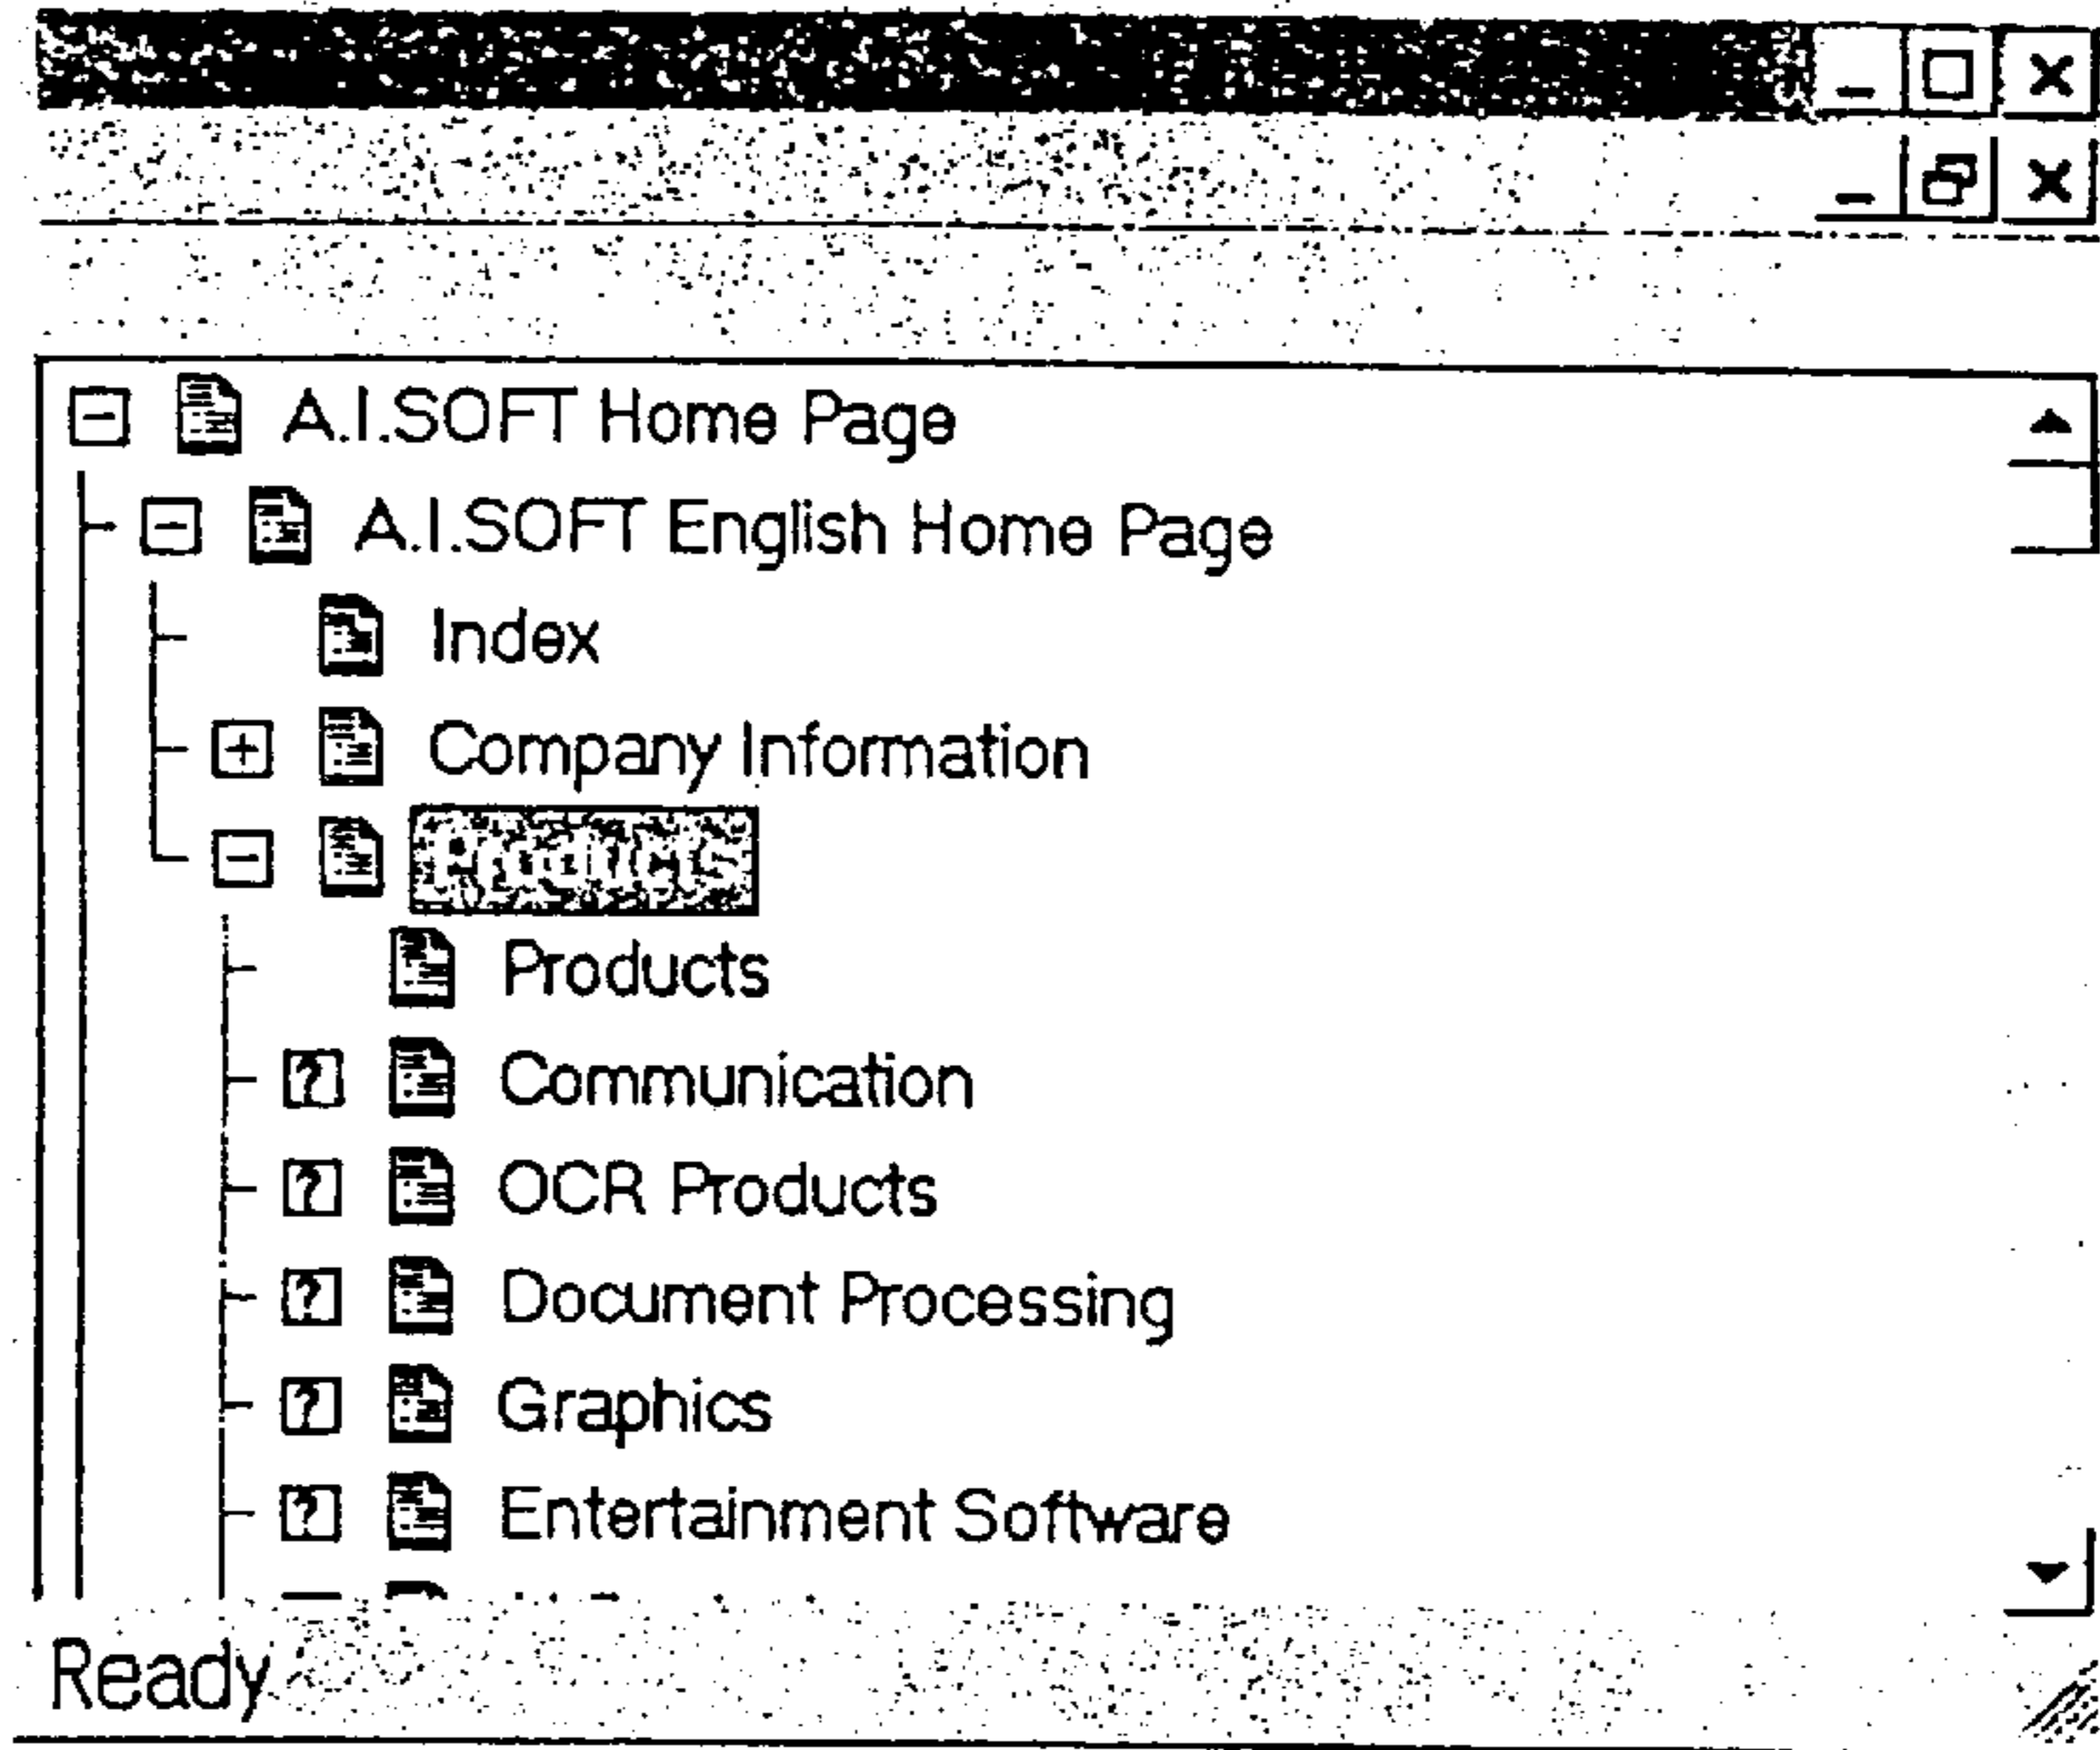 A.I.SOFT Home Page
A.I.SOFT English Home Page
Index
Company Information
Products
Products
Communication
OCR Products
Document Processing
Graphics
Entertainment Software
Ready